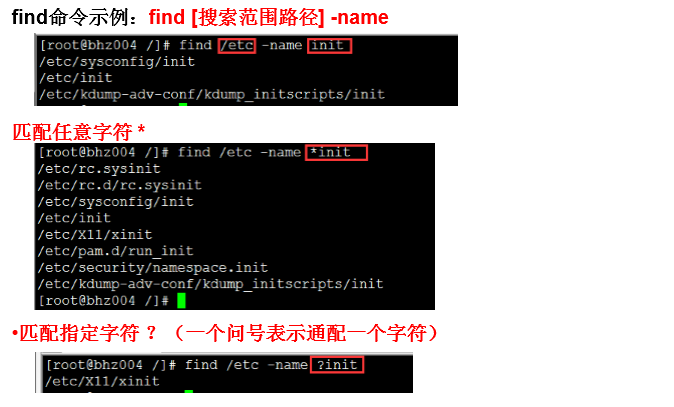 find命令示例：find [搜索范围路径] -name
[root@bhz004 /]# find /etc -name init
/etc/sysconfig/init
/etc/init
/etc/kdump-adv-conf/kdump_initscripts/init
匹配任意字符 *
[root@bhz004 /]# find /etc -name *init
/etc/rc.sysinit
/etc/rc.d/rc.sysinit
/etc/sysconfig/init
/etc/init
/etc/X11/xinit
/etc/pam.d/run_init
/etc/security/namespace.init
/etc/kdump-adv-conf/kdump_initscripts/init
[root@bhz004 /]#
•匹配指定字符 ？（一个问号表示通配一个字符）
[root@bhz004 /]# find /etc -name ?init
/etc/X11/xinit